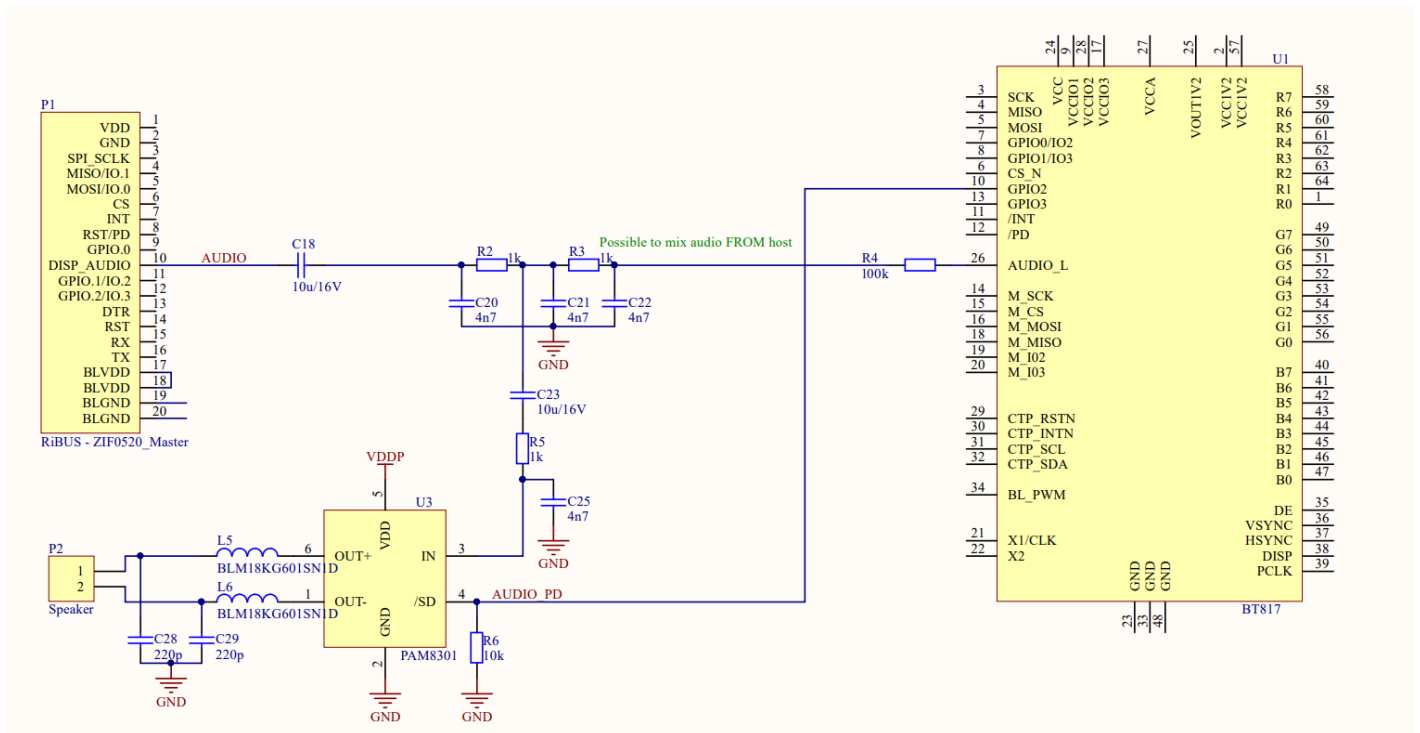 P1
VDD 1
GND 2
SPI_SCLK 3
MISO/IO.1 4
MOSI/IO.0 5
CS 6
INT 7
RST/PD 8
GPIO.0 9
DISP_AUDIO 10
GPIO.1/IO.2 11
GPIO.2/IO.3 12
DTR 13
RST 14
RX 15
TX 16
BLVDD 17
BLVDD 18
BLGND 19
BLGND 20
RiBUS - ZIF0520_Master
AUDIO
C18
10u/16V
R2
1k
R3
1k
Possible to mix audio FROM host
R4
100k
C20
4n7
C21
4n7
C22
4n7
GND
C23
10u/16V
R5
1k
C25
4n7
GND
VDDP
5
U3
VDD
6 OUT+
1 OUT-
IN 3
/SD 4
GND
2
PAM8301
GND
AUDIO_PD
R6
10k
GND
L5
BLM18KG601SN1D
L6
BLM18KG601SN1D
P2
1
2
Speaker
C28
220p
C29
220p
GND
U1
24 9 28 17 27 25 2 57
VCC VCCIO1 VCCIO2 VCCIO3 VCCA VOUT1V2 VCC1V2 VCC1V2
3 SCK
4 MISO
5 MOSI
7 GPIO0/IO2
8 GPIO1/IO3
6 CS_N
10 GPIO2
13 GPIO3
11 /INT
12 /PD
26 AUDIO_L
14 M_SCK
15 M_CS
16 M_MOSI
18 M_MISO
19 M_I02
20 M_I03
29 CTP_RSTN
30 CTP_INTN
31 CTP_SCL
32 CTP_SDA
34 BL_PWM
21 X1/CLK
22 X2
R7 58
R6 59
R5 60
R4 61
R3 62
R2 63
R1 64
R0 1
G7 49
G6 50
G5 51
G4 52
G3 53
G2 54
G1 55
G0 56
B7 40
B6 41
B5 42
B4 43
B3 44
B2 45
B1 46
B0 47
DE 35
VSYNC 36
HSYNC 37
DISP 38
PCLK 39
GND GND GND
23 33 48
BT817